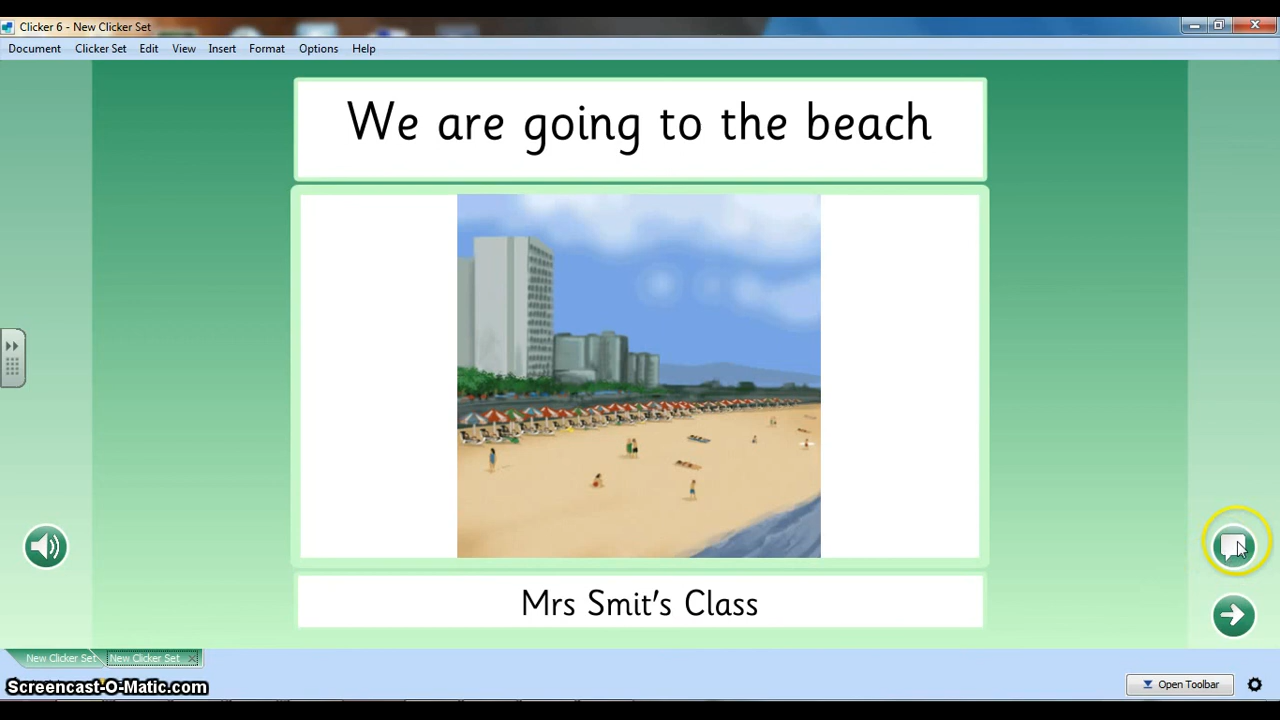 Clicker 6 - New Clicker Set
Document Clicker Set Edit View Insert Format Options Help
We are going to the beach
Mrs Smit's Class
New Clicker Set New Clicker Set
Screencast-O-Matic.com
Open Toolbar